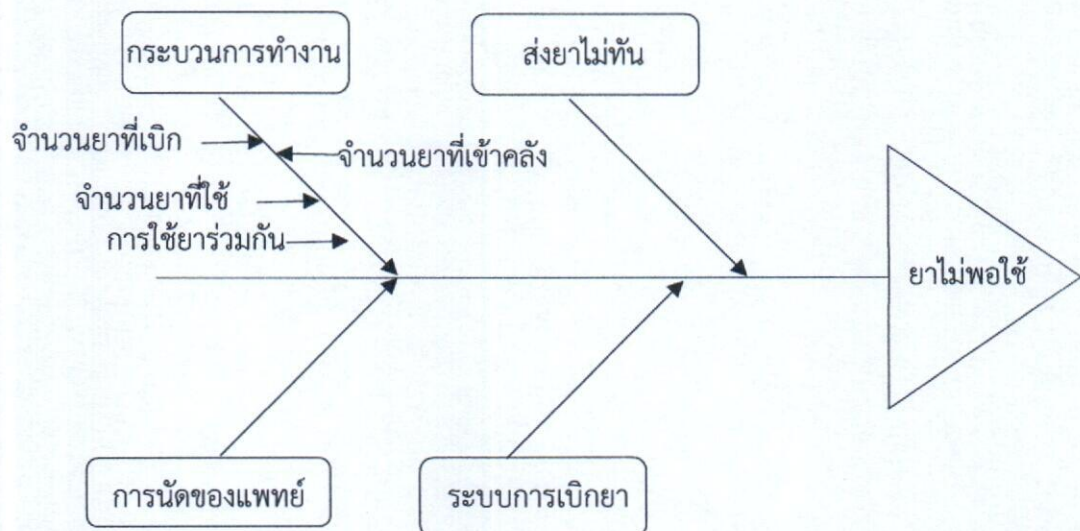 กระบวนการทำงาน
ส่งยาไม่ทัน
จำนวนยาที่เบิก
จำนวนยาที่เข้าคลัง
จำนวนยาที่ใช้
การใช้ยาร่วมกัน
ยาไม่พอใช้
การนัดของแพทย์
ระบบการเบิกยา